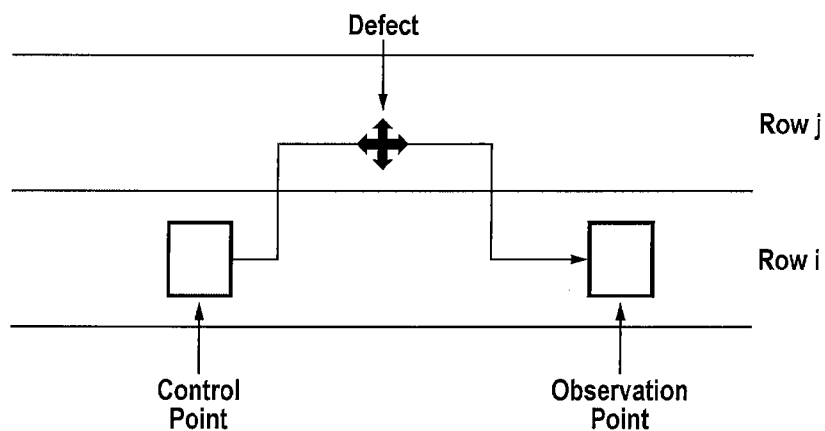 Defect
Row j
Row i
Control
Point
Observation
Point